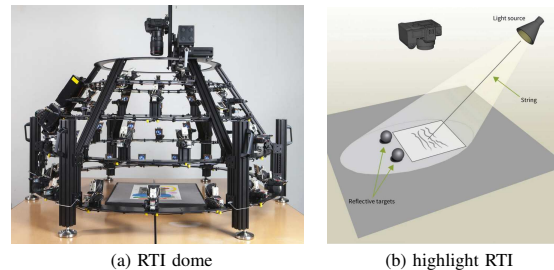 Light source
String
Reflective targets
(a) RTI dome
(b) highlight RTI